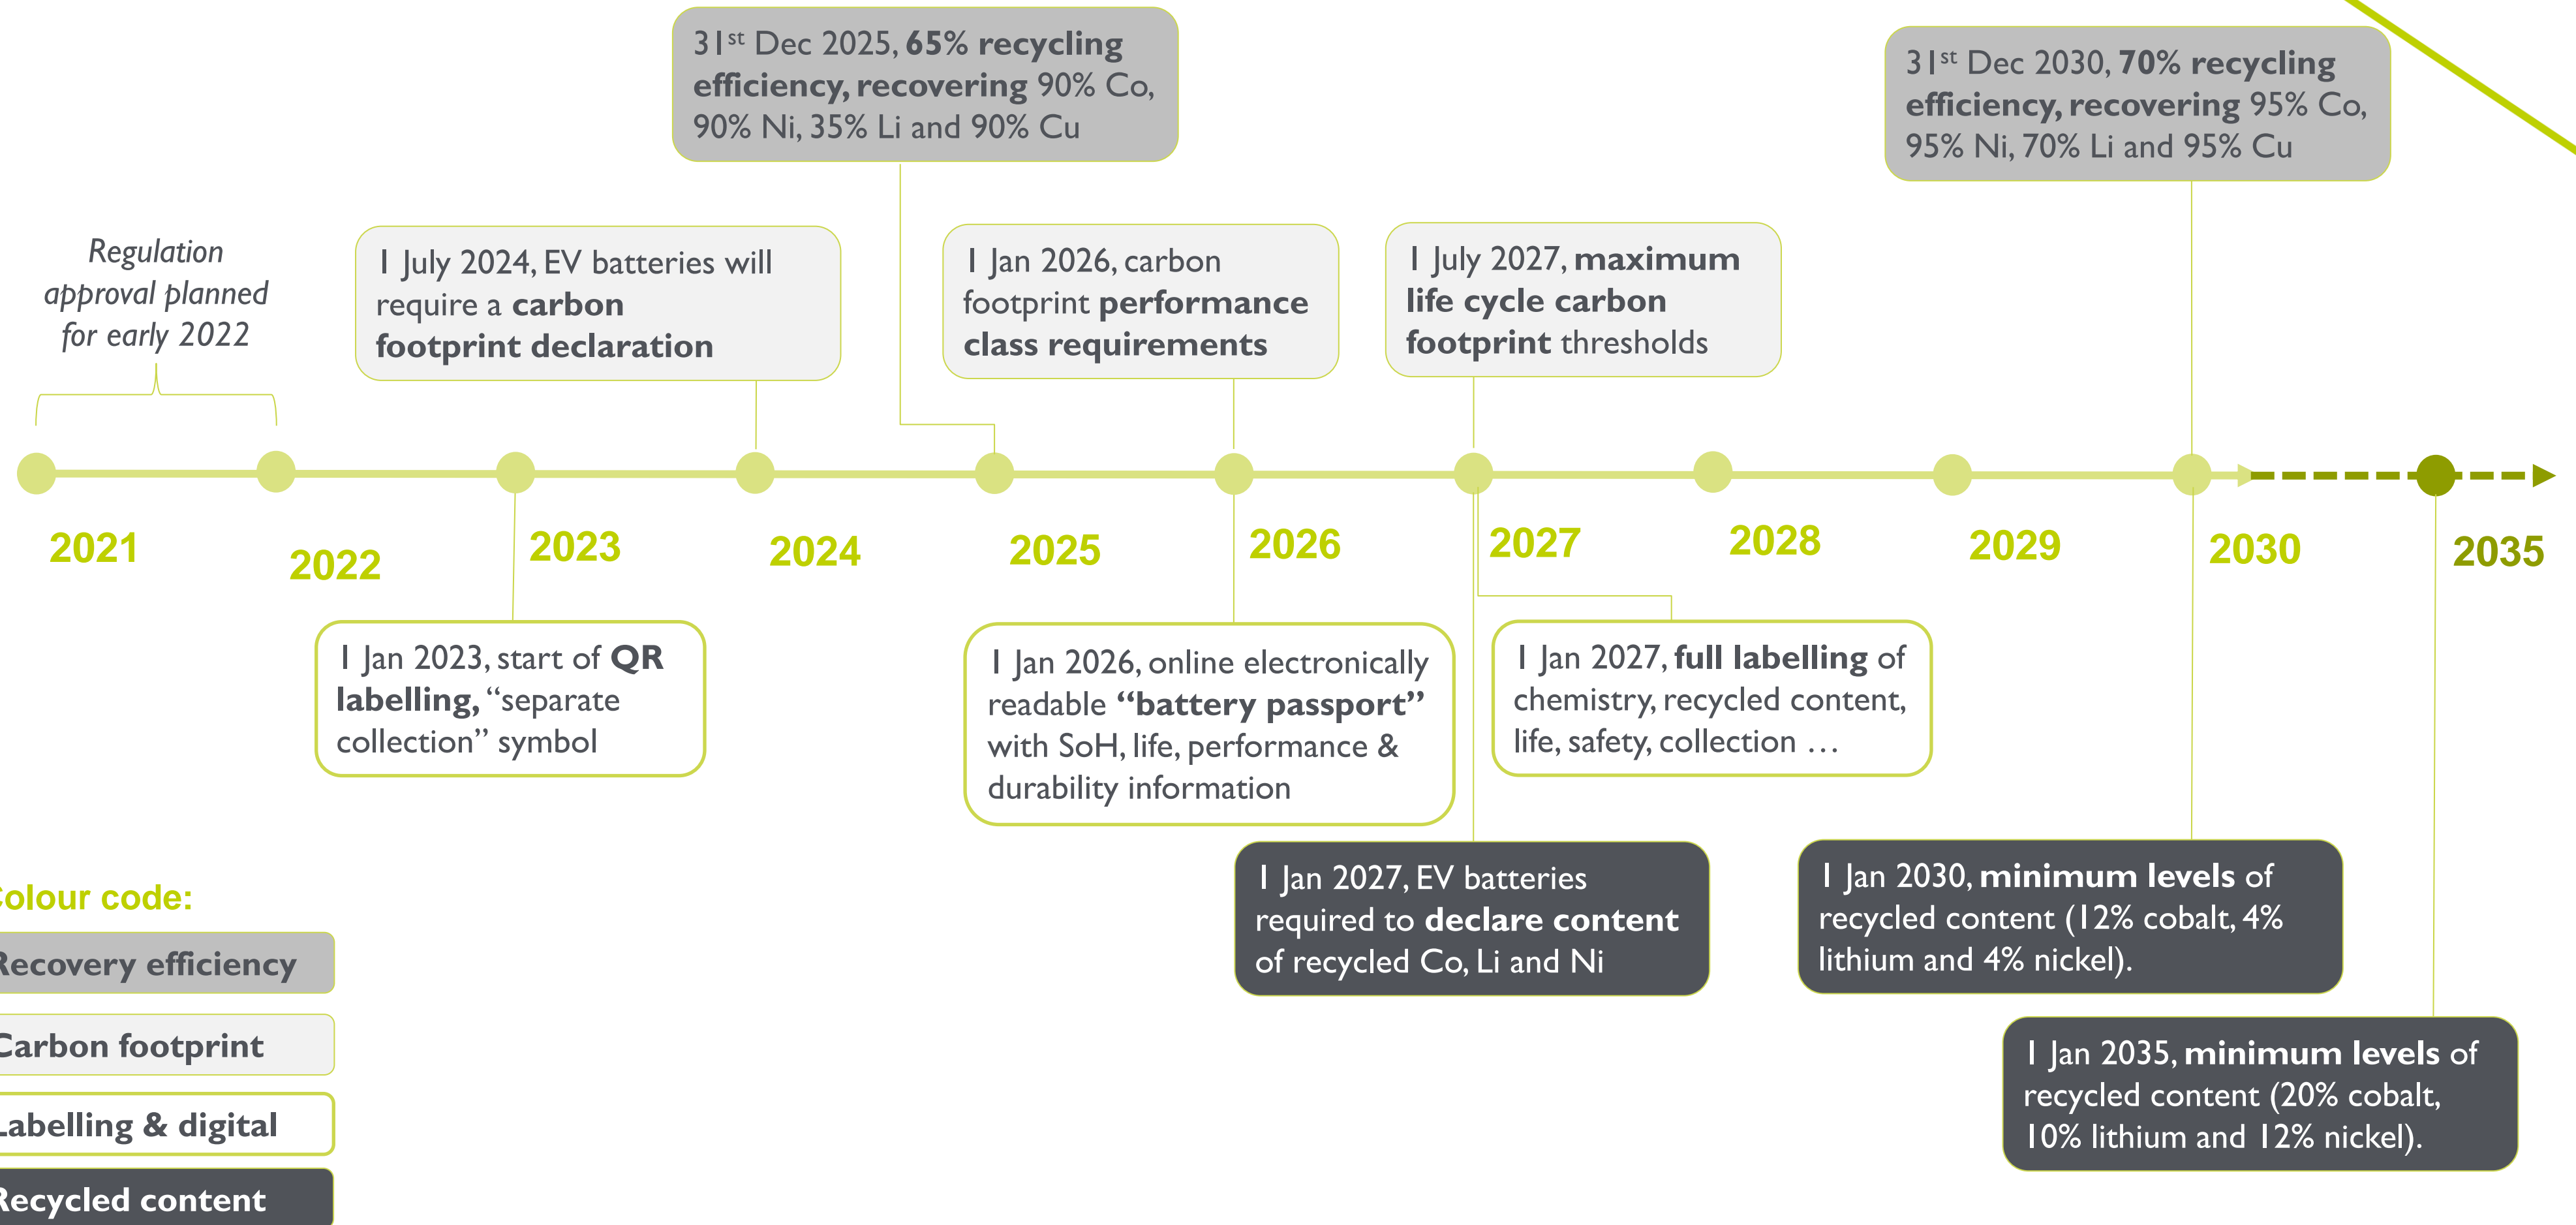 31st Dec 2025, 65% recycling
efficiency, recovering 90% Co,
90% Ni, 35% Li and 90% Cu
31st Dec 2030, 70% recycling
efficiency, recovering 95% Co,
95% Ni, 70% Li and 95% Cu
Regulation
approval planned
for early 2022
1 July 2024, EV batteries will
require a carbon
footprint declaration
1 Jan 2026, carbon
footprint performance
class requirements
1 July 2027, maximum
life cycle carbon
footprint thresholds
2021
2022
2023
2024
2025
2026
2027
2028
2029
2030
2035
1 Jan 2023, start of QR
labelling, “separate
collection” symbol
1 Jan 2026, online electronically
readable “battery passport”
with SoH, life, performance &
durability information
1 Jan 2027, full labelling of
chemistry, recycled content,
life, safety, collection …
1 Jan 2027, EV batteries
required to declare content
of recycled Co, Li and Ni
1 Jan 2030, minimum levels of
recycled content (12% cobalt, 4%
lithium and 4% nickel).
1 Jan 2035, minimum levels of
recycled content (20% cobalt,
10% lithium and 12% nickel).
Colour code:
Recovery efficiency
Carbon footprint
Labelling & digital
Recycled content